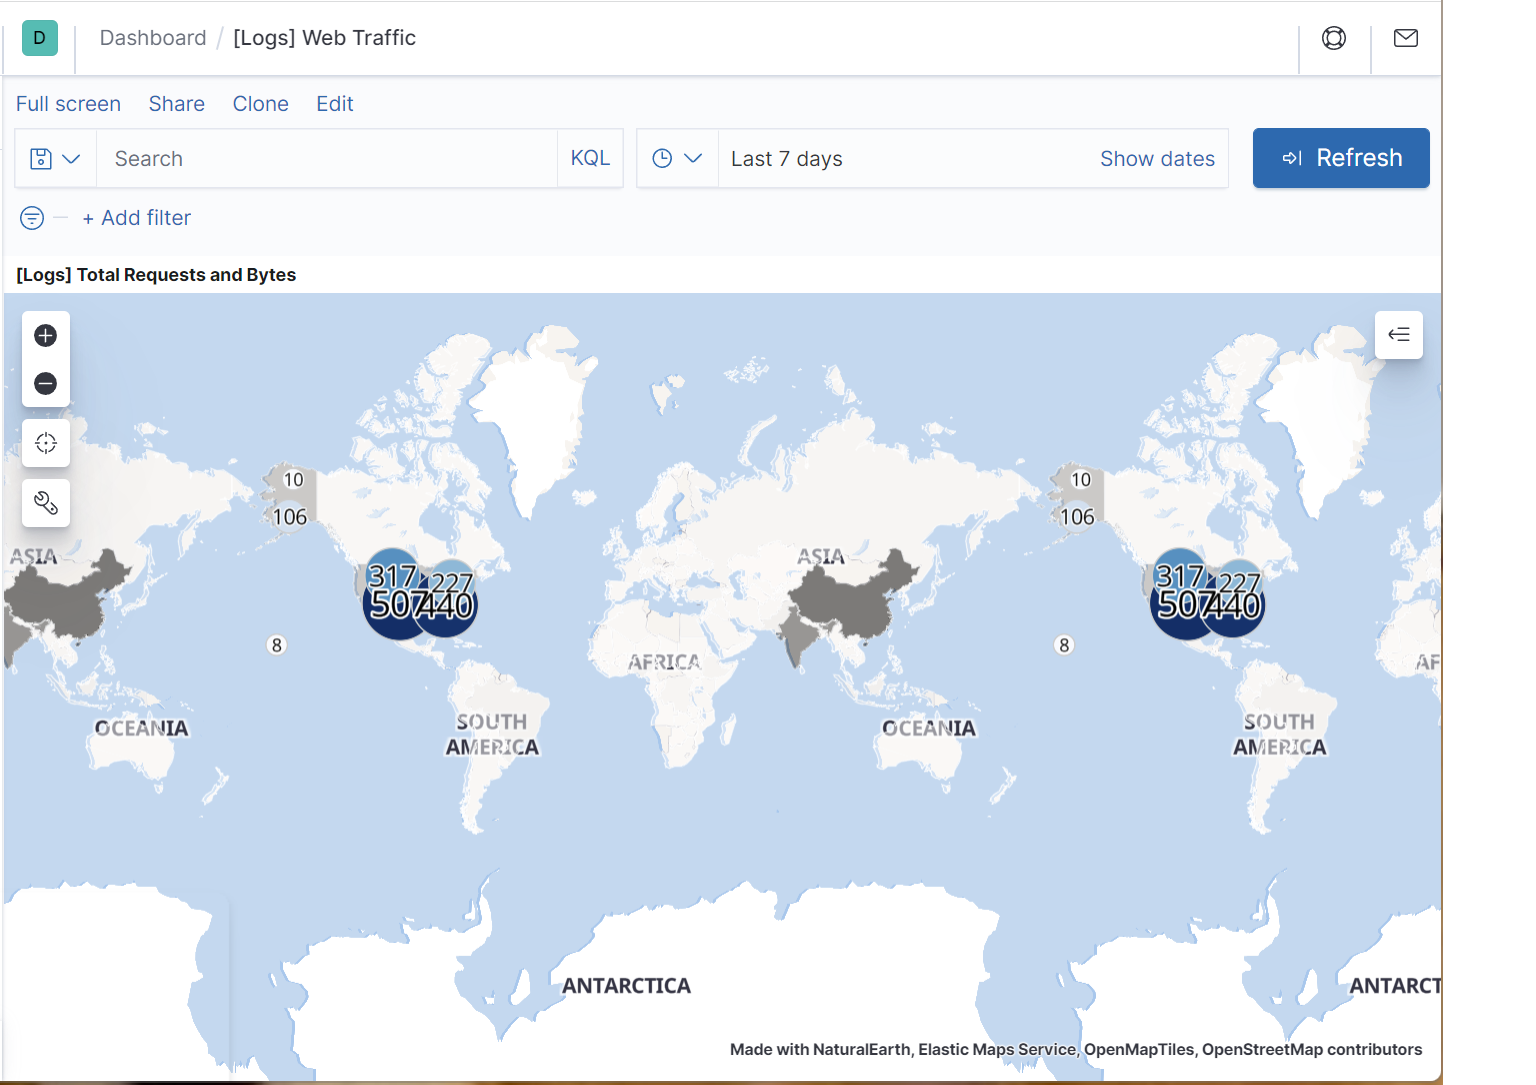 D Dashboard / [Logs] Web Traffic
Full screen Share Clone Edit
Search KQL Last 7 days Show dates Refresh
+ Add filter
[Logs] Total Requests and Bytes
10 10
106 106
ASIA ASIA
317 227 317 227
507 440 507 440
8 8
AFRICA AF
OCEANIA SOUTH AMERICA OCEANIA SOUTH AMERICA
ANTARCTICA ANTARCT
Made with NaturalEarth, Elastic Maps Service, OpenMapTiles, OpenStreetMap contributors